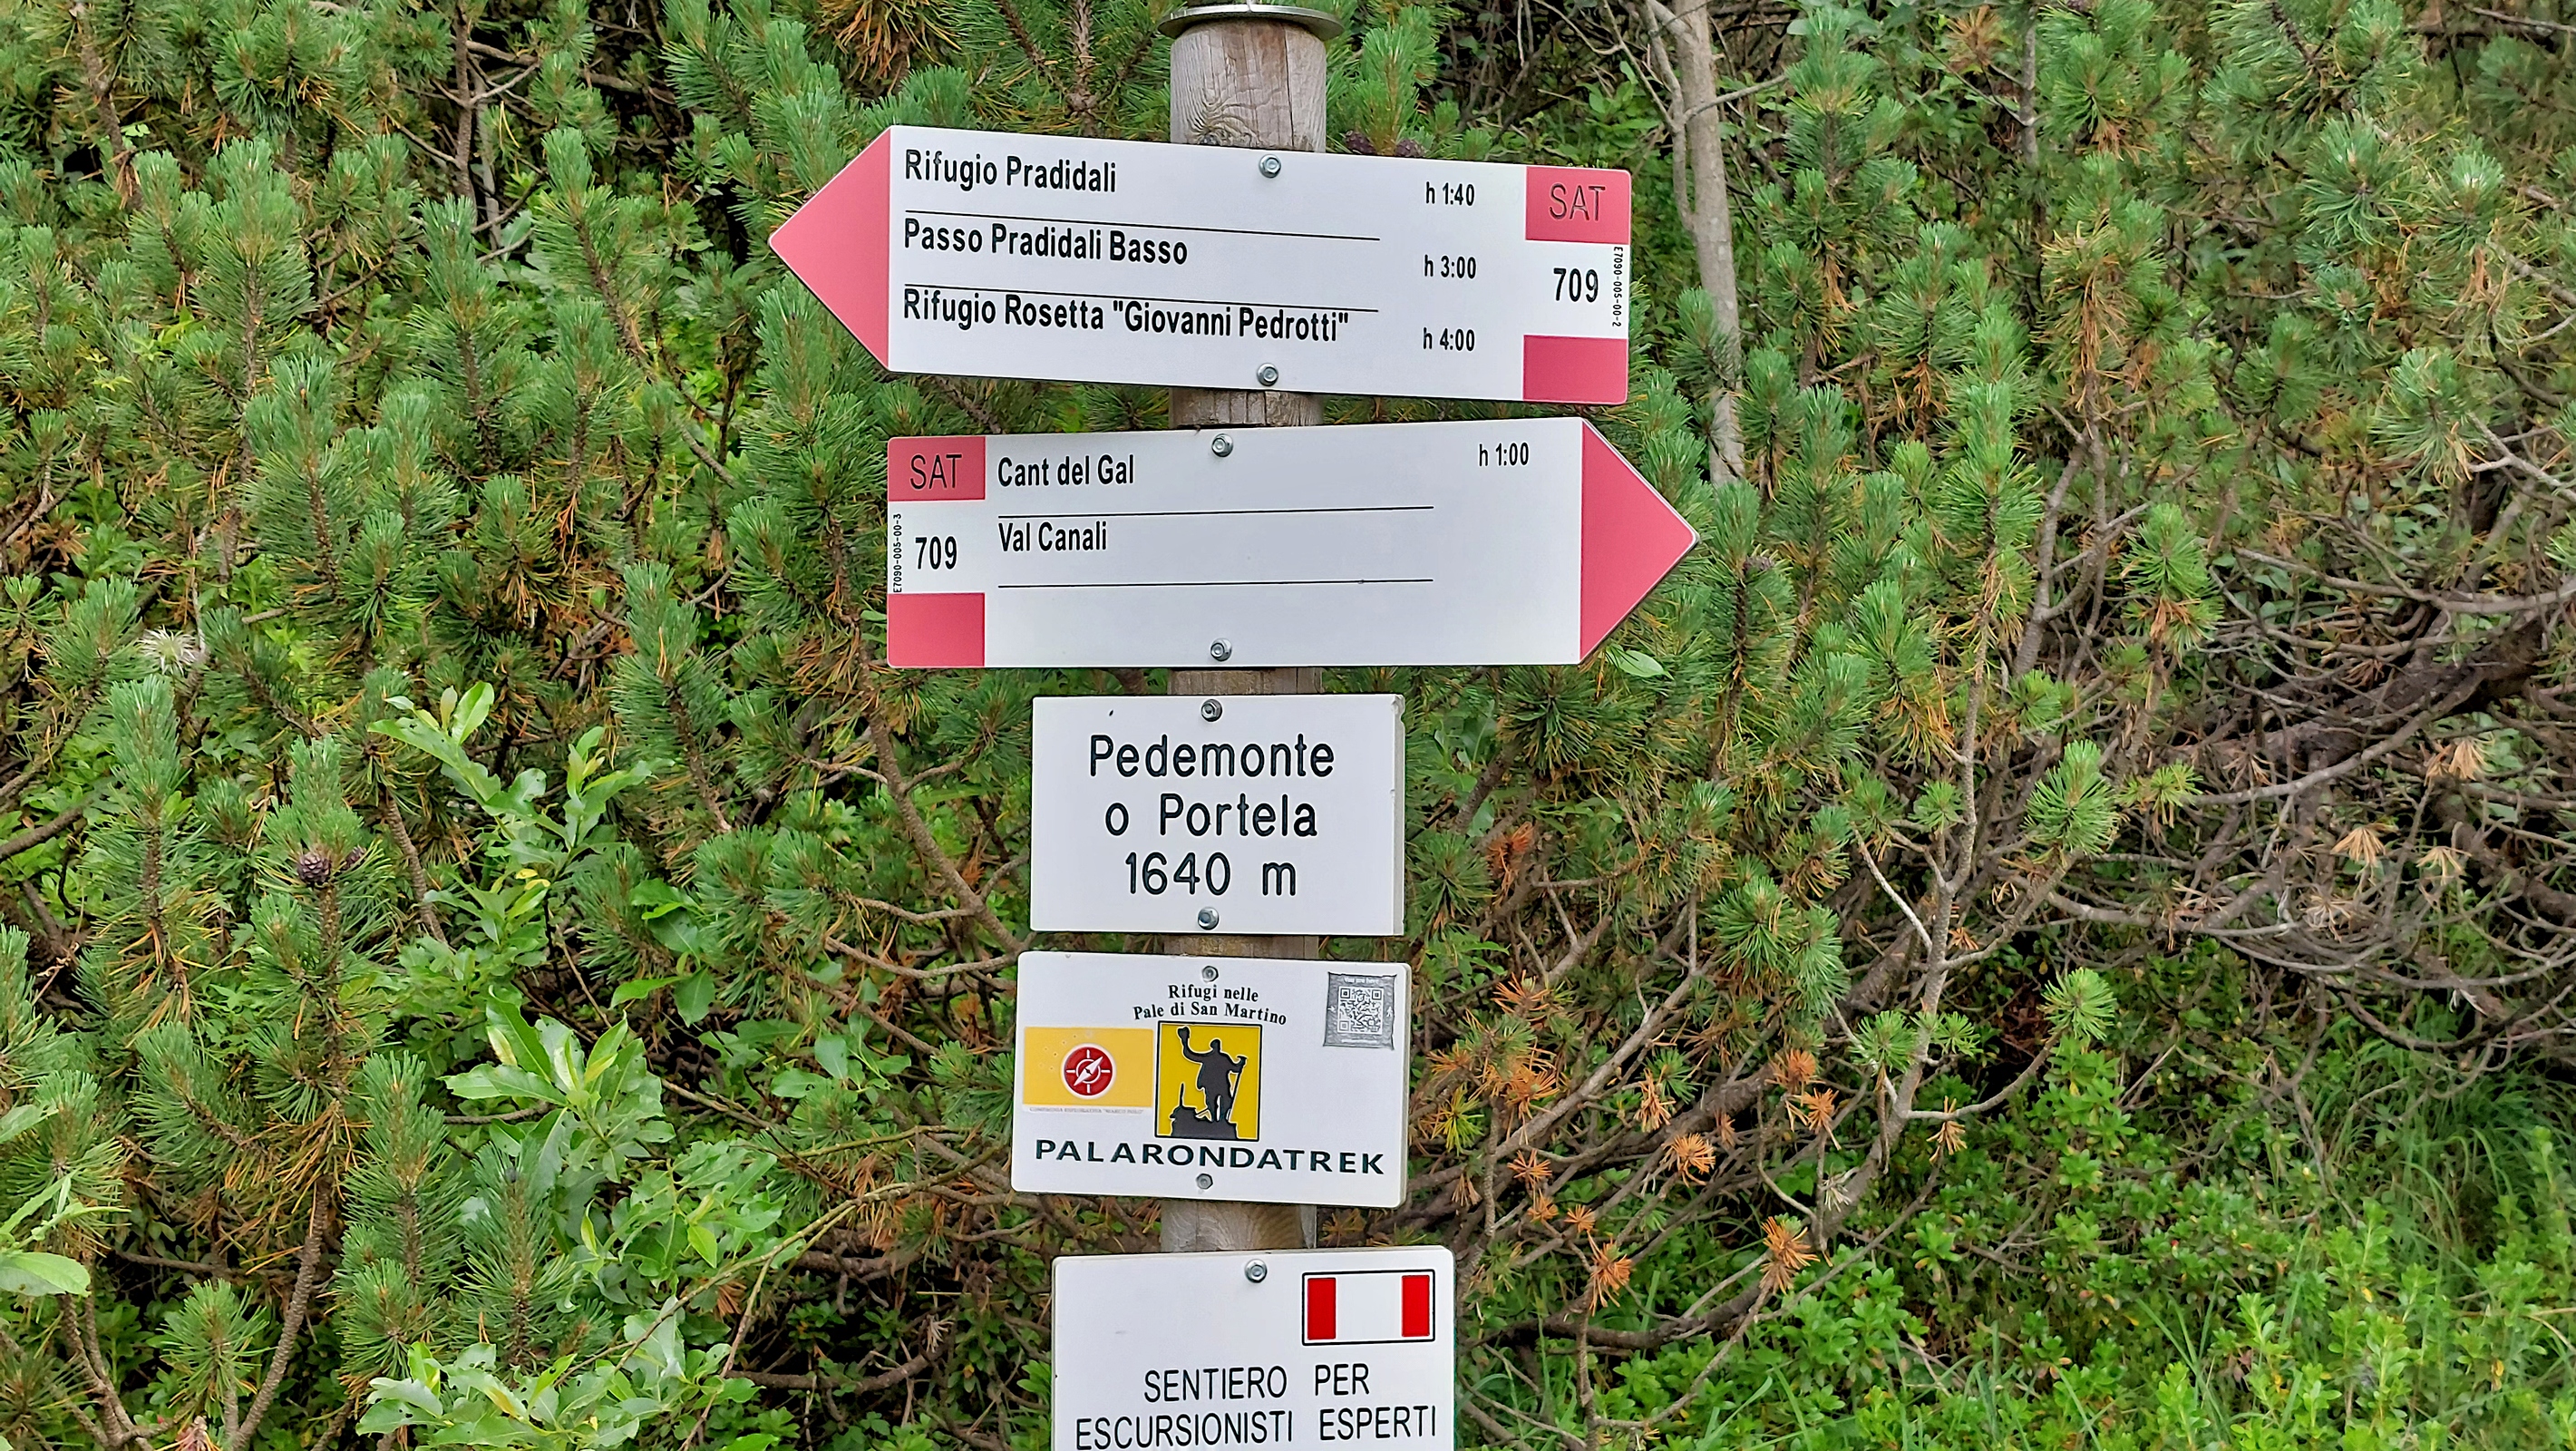 Rifugio Pradidali h 1:40
Passo Pradidali Basso h 3:00
Rifugio Rosetta "Giovanni Pedrotti" h 4:00
SAT
709
E7090-005-00-2
SAT
709
E7090-005-00-3
Cant del Gal h 1:00
Val Canali
Pedemonte
o Portela
1640 m
Rifugi nelle
Pale di San Martino
PALARONDATREK
SENTIERO PER
ESCURSIONISTI ESPERTI